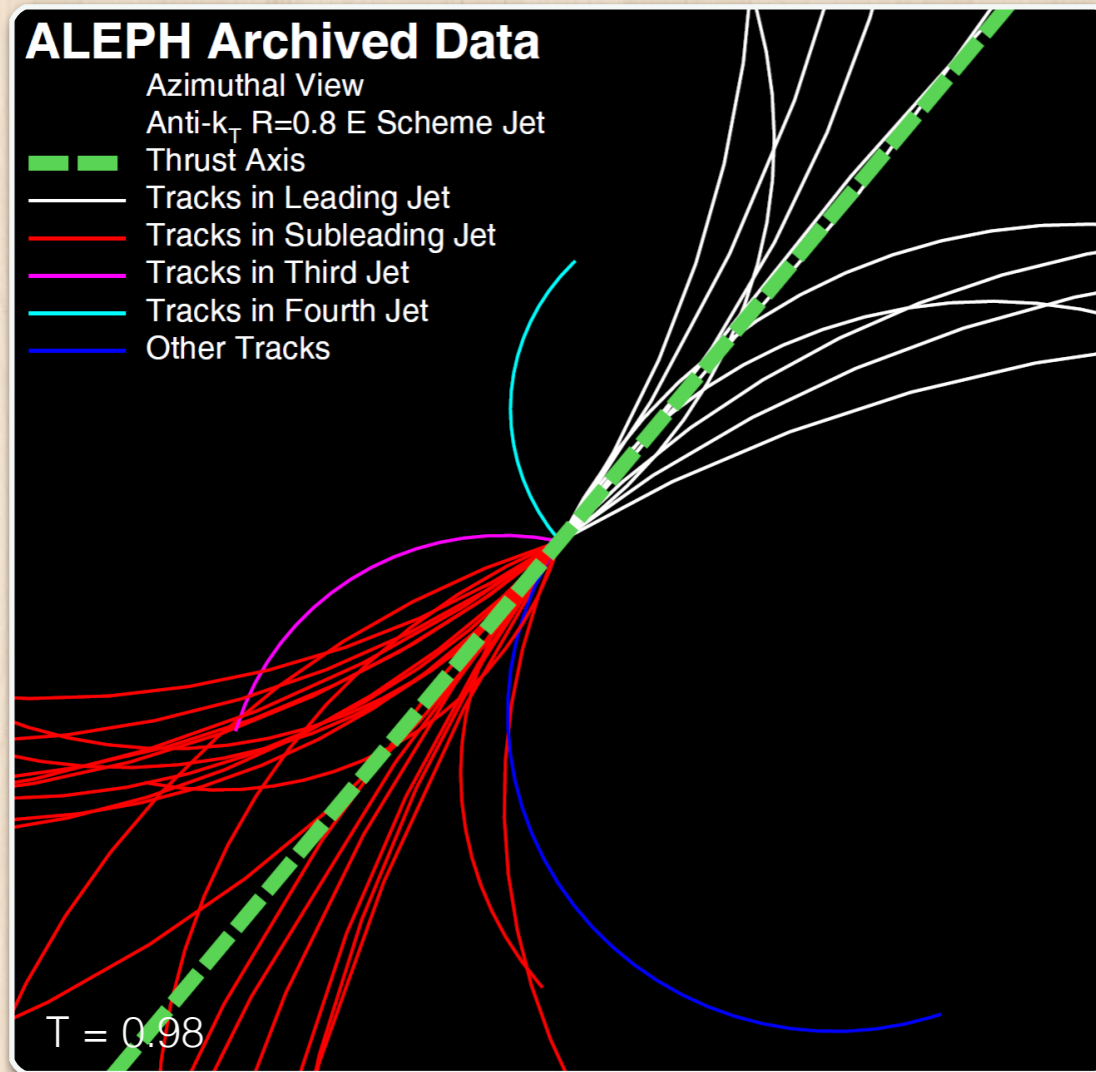 ALEPH Archived Data
Azimuthal View
Anti-k_T R=0.8 E Scheme Jet
Thrust Axis
Tracks in Leading Jet
Tracks in Subleading Jet
Tracks in Third Jet
Tracks in Fourth Jet
Other Tracks
T = 0.98